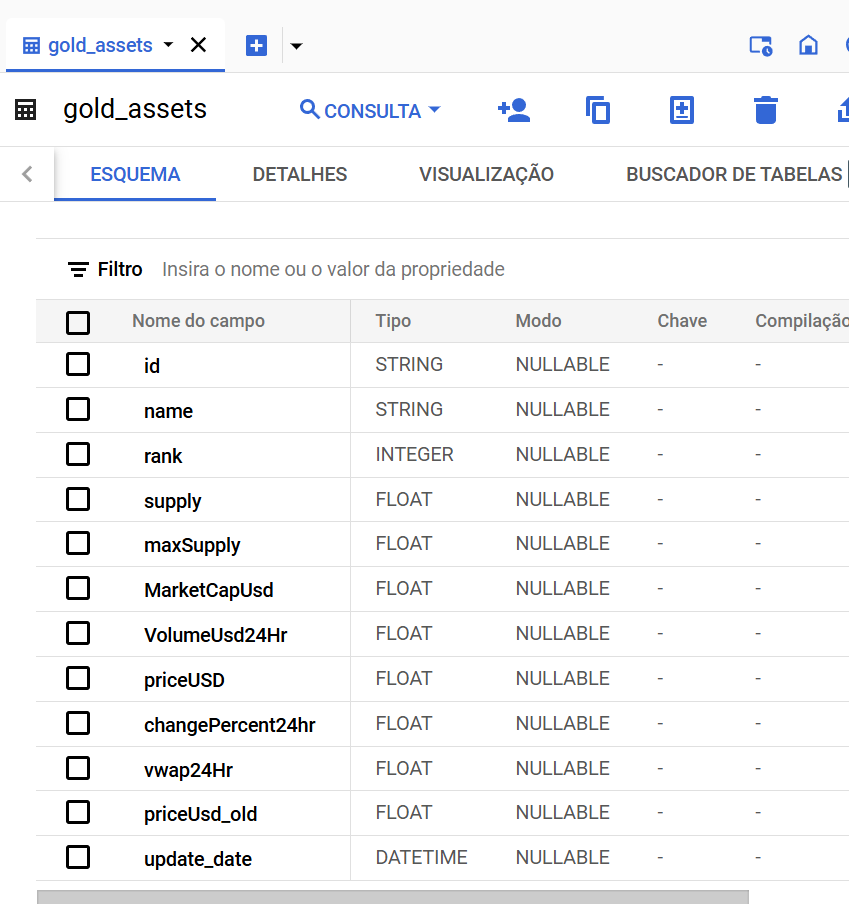 gold_assets
gold_assets CONSULTA
ESQUEMA DETALHES VISUALIZAÇÃO BUSCADOR DE TABELAS
Filtro Insira o nome ou o valor da propriedade
Nome do campo Tipo Modo Chave Compilação
id STRING NULLABLE - -
name STRING NULLABLE - -
rank INTEGER NULLABLE - -
supply FLOAT NULLABLE - -
maxSupply FLOAT NULLABLE - -
MarketCapUsd FLOAT NULLABLE - -
VolumeUsd24Hr FLOAT NULLABLE - -
priceUSD FLOAT NULLABLE - -
changePercent24hr FLOAT NULLABLE - -
vwap24Hr FLOAT NULLABLE - -
priceUsd_old FLOAT NULLABLE - -
update_date DATETIME NULLABLE - -